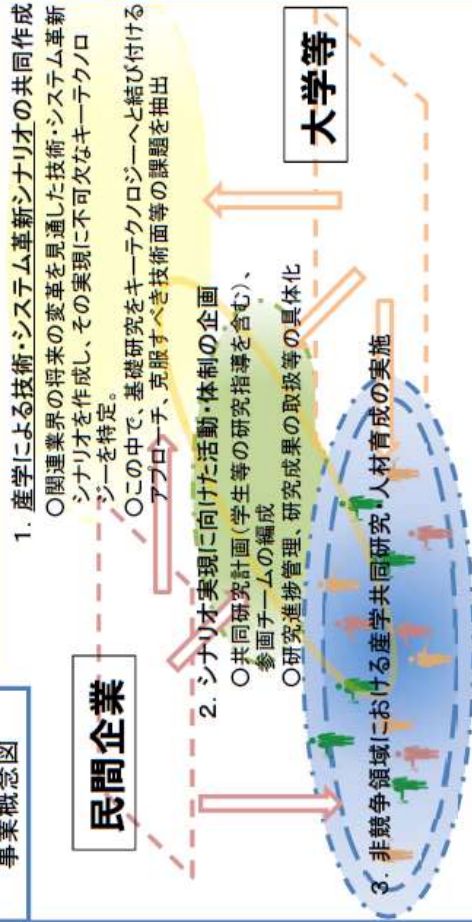 事業概念図
1. 産学による技術・システム革新シナリオの共同作成
○関連業界の将来の変革を見通した技術・システム革新
シナリオを作成し、その実現に不可欠なキーテクノロ
ジーを特定。
○この中で、基礎研究をキーテクノロジーへと結び付ける
アプローチ、克服すべき技術面等の課題を抽出
民間企業
大学等
2. シナリオ実現に向けた活動・体制の企画
○共同研究計画(学生等の研究指導を含む)、
参画チームの編成
○研究進捗管理、研究成果の取扱等の具体化
3. 非競争領域における産学共同研究・人材育成の実施